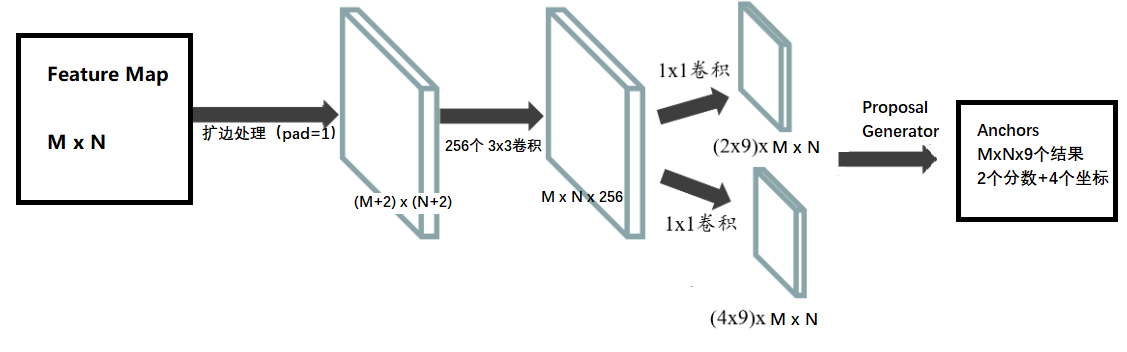 Feature Map
M x N
扩边处理（pad=1）
(M+2) x (N+2)
256个 3x3卷积
M x N x 256
1x1卷积
(2x9)x M x N
1x1卷积
(4x9)x M x N
Proposal
Generator
Anchors
MxNx9个结果
2个分数+4个坐标